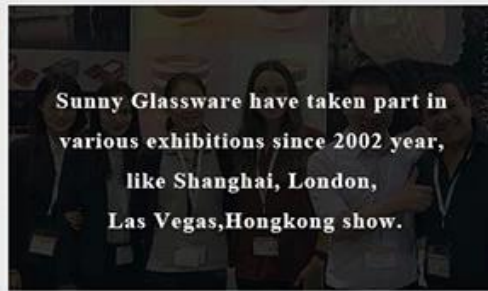 Sunny Glassware have taken part in
various exhibitions since 2002 year,
like Shanghai, London,
Las Vegas,Hongkong show.